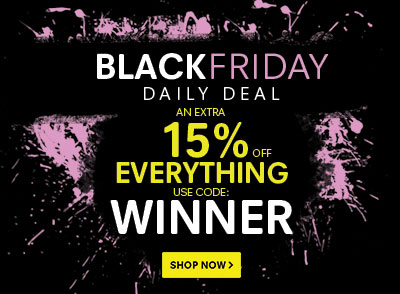 BLACKFRIDAY
DAILY DEAL
AN EXTRA
15% OFF
EVERYTHING
USE CODE:
WINNER
SHOP NOW >